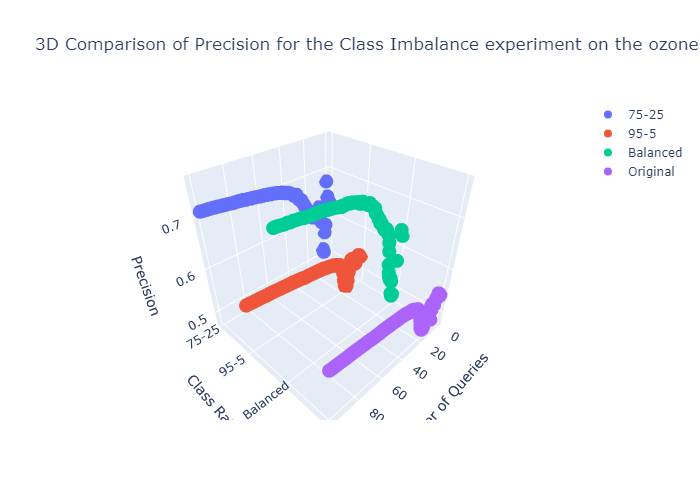 3D Comparison of Precision for the Class Imbalance experiment on the ozone
75-25
95-5
Balanced
Original
0.7
0.6
0.5
Precision
75-25
95-5
Balanced
Class Ra
0
20
40
60
80
er of Queries